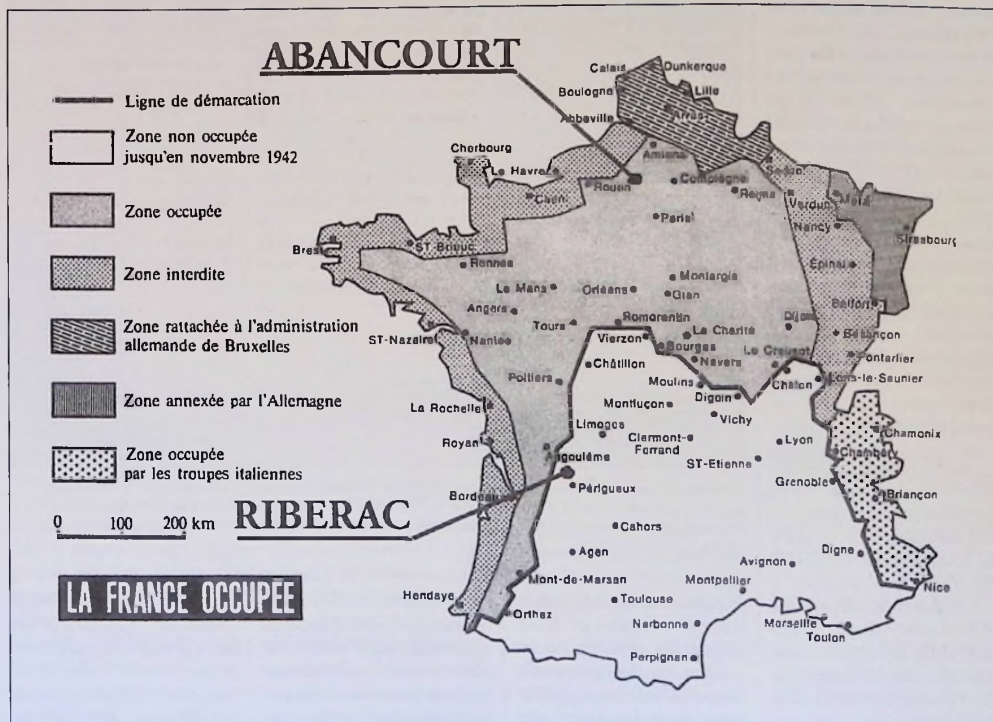 ABANCOURT
Ligne de démarcation
Zone non occupée
jusqu'en novembre 1942
Zone occupée
Zone interdite
Zone rattachée à l'administration
allemande de Bruxelles
Zone annexée par l'Allemagne
Zone occupée
par les troupes italiennes
0 100 200 km
RIBERAC
LA FRANCE OCCUPÉE
Calais
Dunkerque
Boulogne
Lille
Abbeville
Arras
Cherbourg
Le Havre
Amiens
Sedan
Rouen
Compiègne
Caen
Reims
Verdun
Metz
Paris
Nancy
Strasbourg
Brest
ST-Brieuc
Rennes
Épinal
Le Mans
Orléans
Montargis
Gian
Belfort
Angers
Tours
Romorantin
La Charité
Dijon
Besançon
ST-Nazaire
Nantes
Vierzon
Bourges
Le Creusot
Pontarlier
Châtillon
Nevers
Lons-le-Saunier
Poitiers
Moulins
Digoin
Chalon
La Rochelle
Montluçon
Vichy
Limoges
Chamonix
Royan
Clermont-
Ferrand
Lyon
Angoulême
ST-Etienne
Chambéry
Périgueux
Grenoble
Briançon
Bordeaux
Cahors
Agen
Avignon
Digne
Mont-de-Marsan
Montpellier
Nice
Hendaye
Orthez
Toulouse
Narbonne
Marseille
Toulon
Perpignan